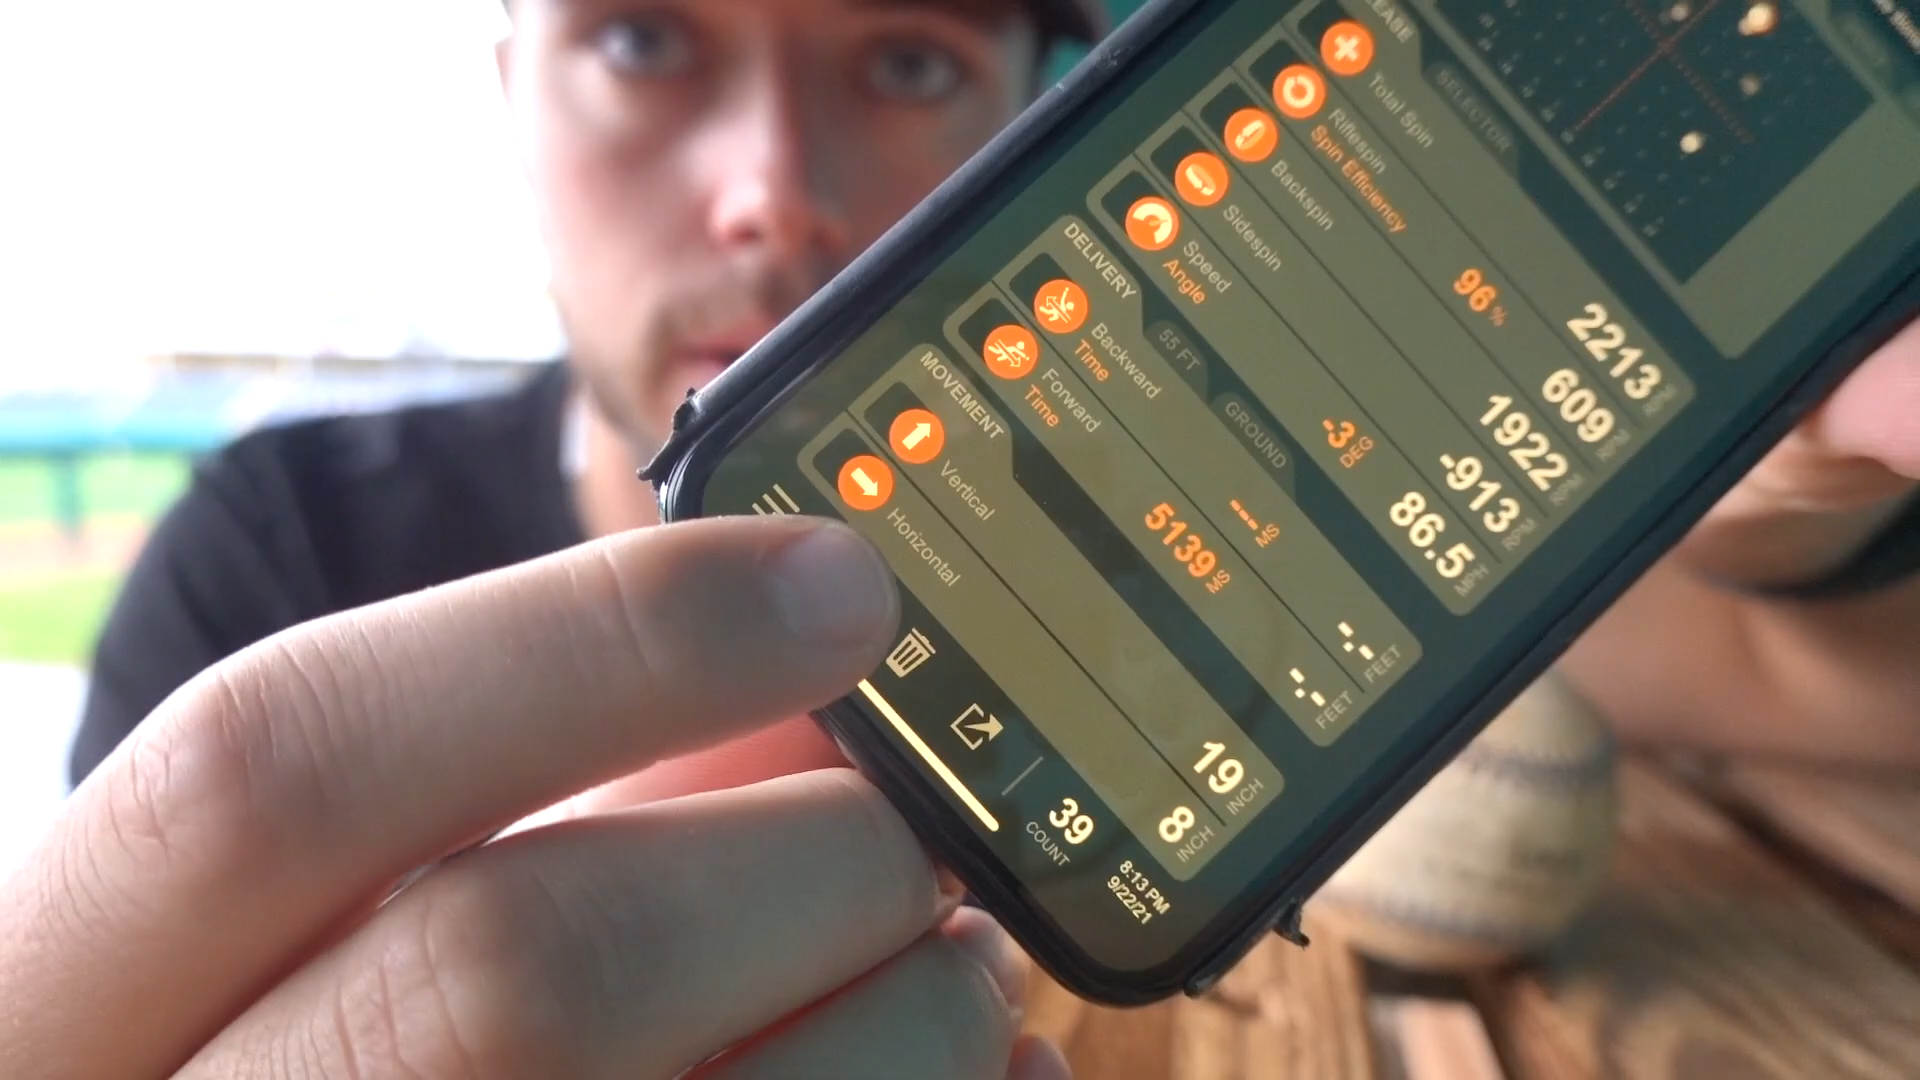 EASE
SELECTOR
Total Spin
2213 RPM
Riflespin
609 RPM
Spin Efficiency
96 %
Backspin
1922 RPM
Sidespin
-913 RPM
Speed
86.5 MPH
Angle
-3 DEG
DELIVERY
55 FT
GROUND
Backward
-.- FEET
Time
--- MS
Forward
-.- FEET
Time
5139 MS
MOVEMENT
Vertical
19 INCH
Horizontal
8 INCH
39
COUNT
8:13 PM
9/22/21